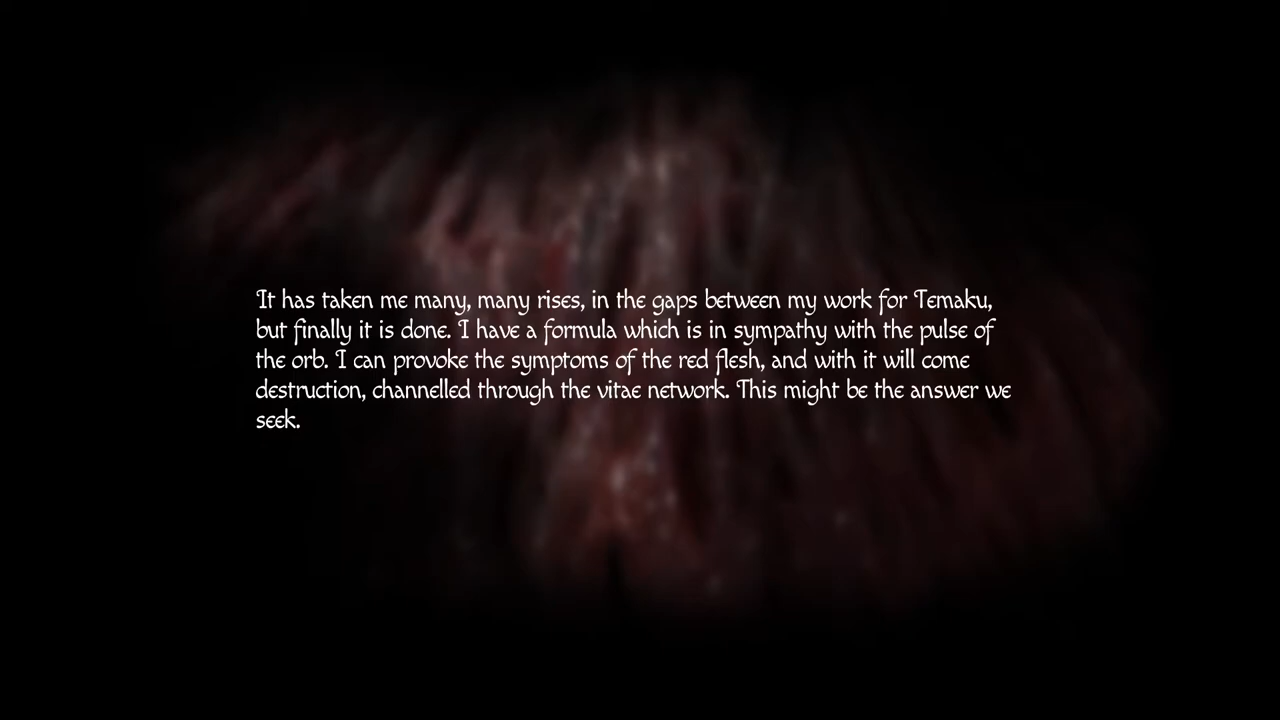 It has taken me many, many rises, in the gaps between my work for Temaku,
but finally it is done. I have a formula which is in sympathy with the pulse of
the orb. I can provoke the symptoms of the red flesh, and with it will come
destruction, channelled through the vitae network. This might be the answer we
seek.